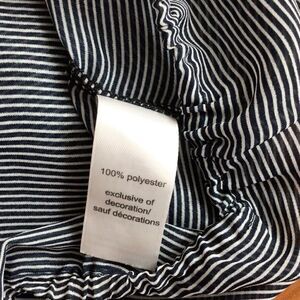 100% polyester
exclusive of
decoration/
sauf décorations